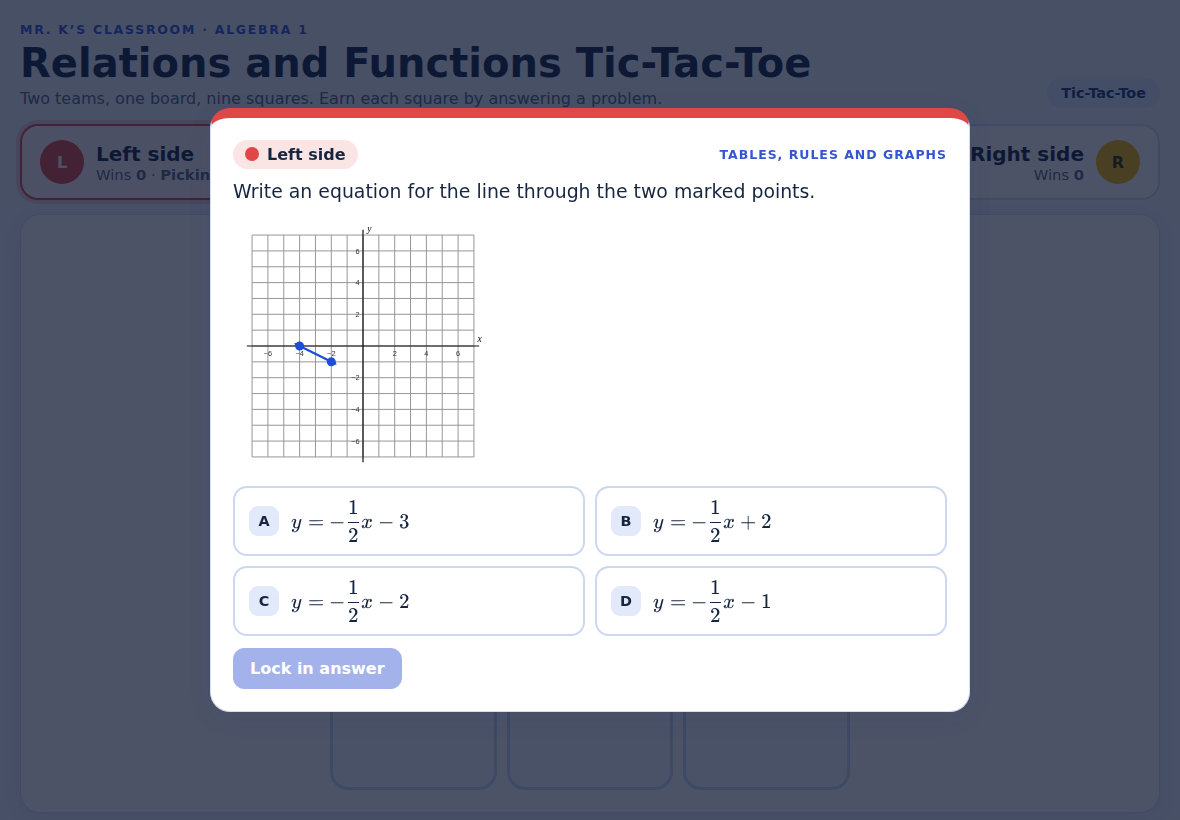 MR. K'S CLASSROOM · ALGEBRA 1
Relations and Functions Tic-Tac-Toe
Two teams, one board, nine squares. Earn each square by answering a problem.
Tic-Tac-Toe
L
Left side
Wins 0 · Pickin
Right side
Wins 0
R
Left side
TABLES, RULES AND GRAPHS
Write an equation for the line through the two marked points.
y
6
4
2
x
−6 −4 −2 2 4 6
−2
−4
−6
A y = −1/2x − 3
B y = −1/2x + 2
C y = −1/2x − 2
D y = −1/2x − 1
Lock in answer